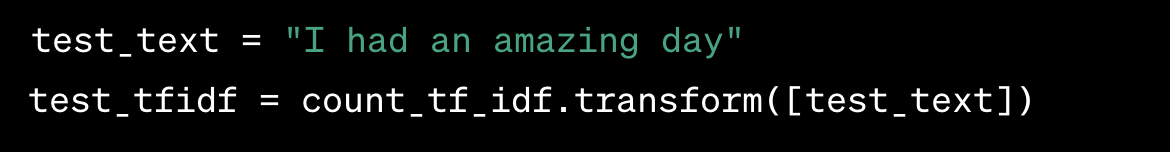 test_text = "I had an amazing day"
test_tfidf = count_tf_idf.transform([test_text])